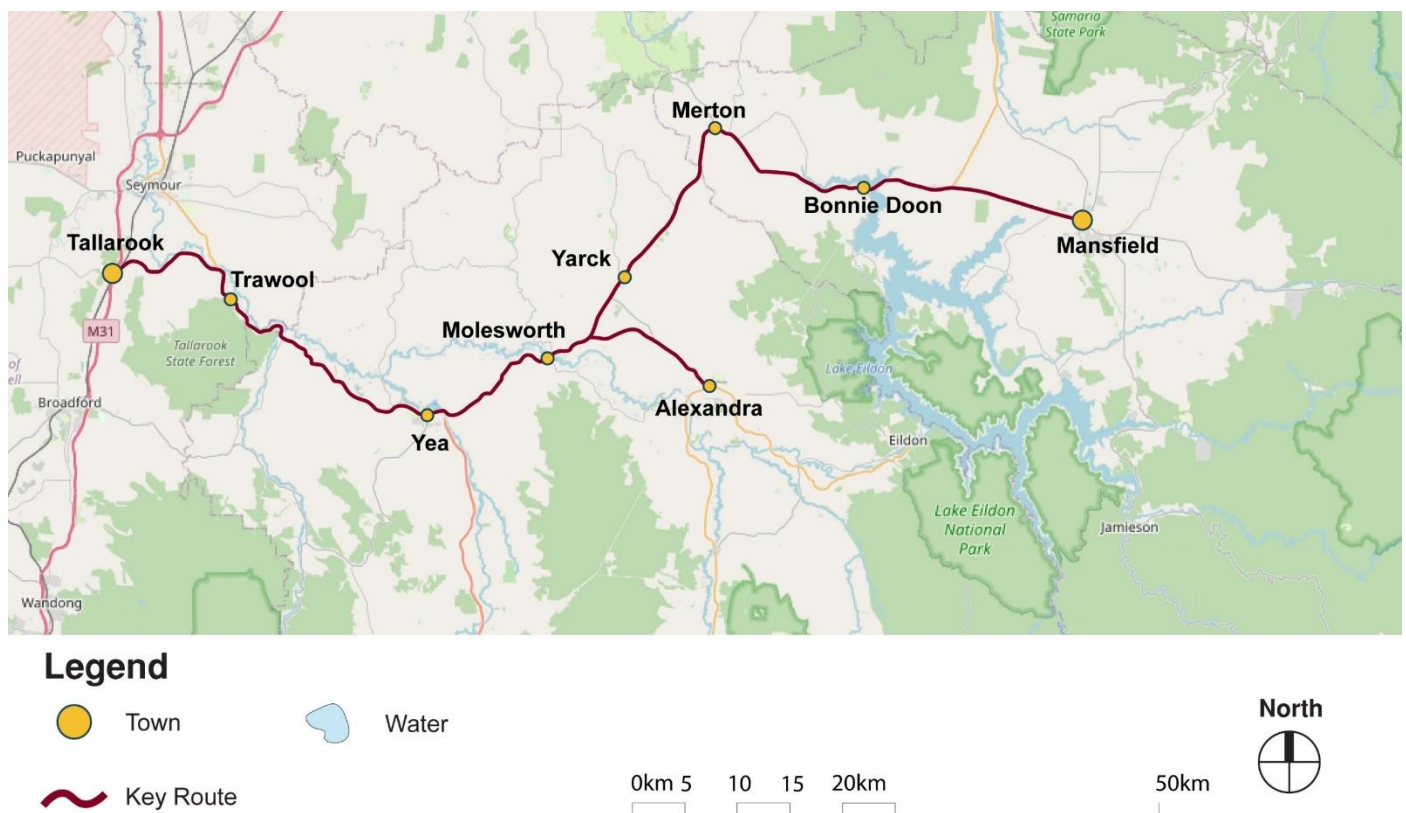 Samaria
State Park
Merton
Puckapunyal
Seymour
Bonnie Doon
Mansfield
Tallarook
Yarck
Trawool
M31
Molesworth
Tallarook
State Forest
of
ell
Lake Eildon
Broadford
Alexandra
Yea
Eildon
Lake Eildon
National
Park
Jamieson
Wandong
Legend
Town
Water
North
Key Route
0km 5 10 15 20km 50km